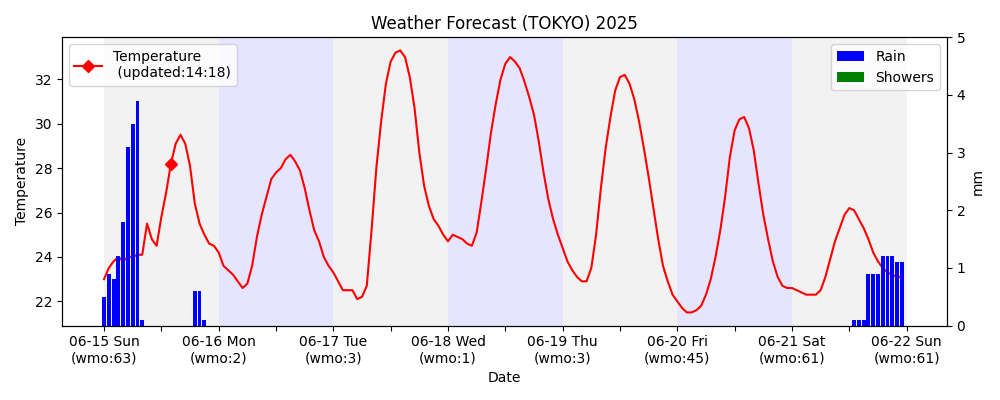 Weather Forecast (TOKYO) 2025
Temperature
(updated:14:18)
Rain
Showers
Temperature
32
30
28
26
24
22
5
4
3
2
1
0
mm
06-15 Sun
(wmo:63)
06-16 Mon
(wmo:2)
06-17 Tue
(wmo:3)
06-18 Wed
(wmo:1)
06-19 Thu
(wmo:3)
06-20 Fri
(wmo:45)
06-21 Sat
(wmo:61)
06-22 Sun
(wmo:61)
Date